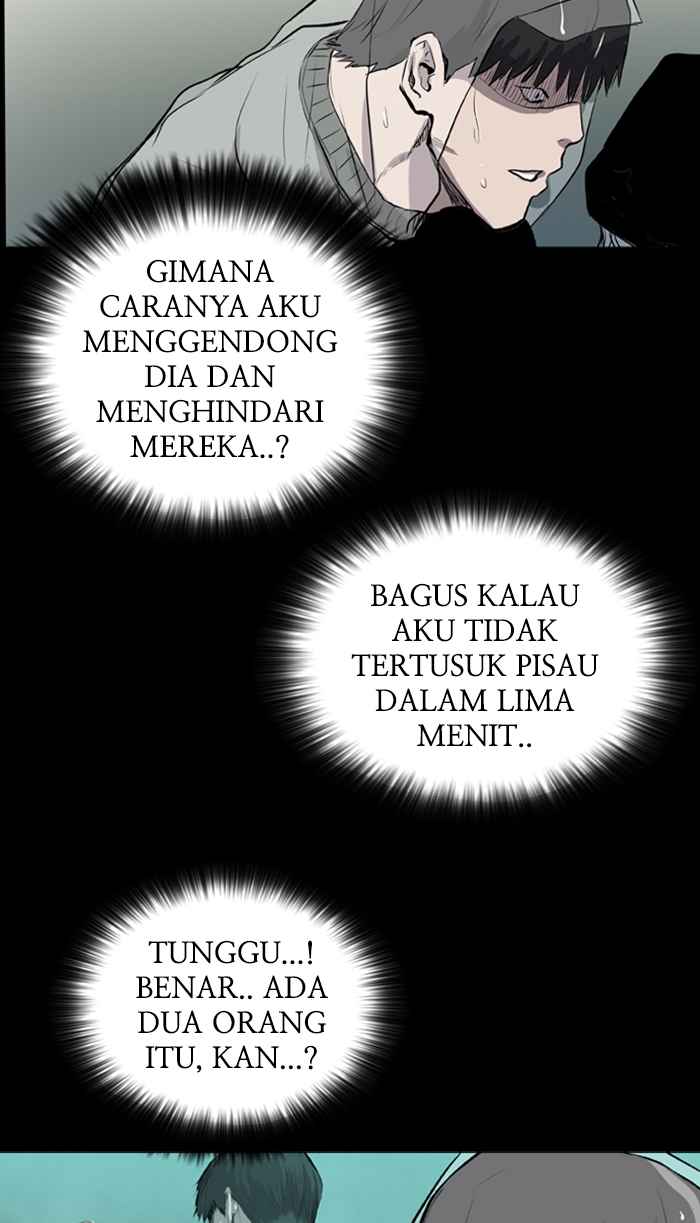 GIMANA
CARANYA AKU
MENGGENDONG
DIA DAN
MENGHINDARI
MEREKA..?
BAGUS KALAU
AKU TIDAK
TERTUSUK PISAU
DALAM LIMA
MENIT..
TUNGGU...!
BENAR.. ADA
DUA ORANG
ITU, KAN...?